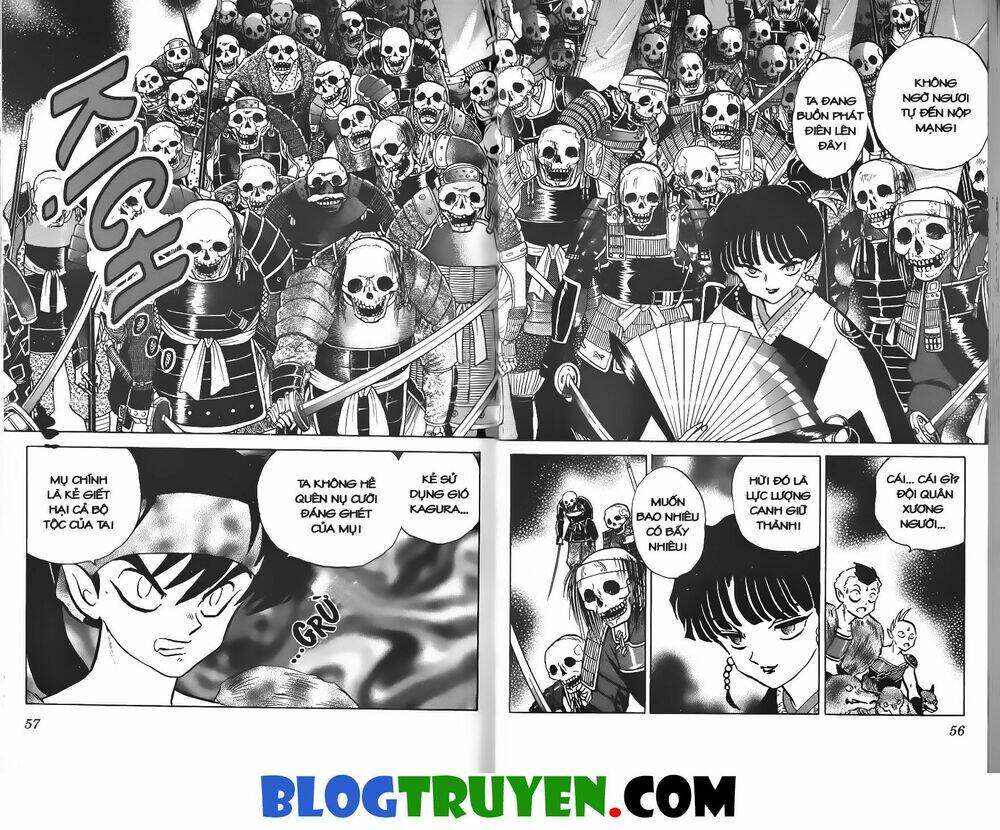 KHÔNG
NGỜ NGƯƠI
TỰ ĐẾN NỘP
MẠNG!
TA ĐANG
BUỒN PHÁT
ĐIÊN LÊN
ĐÂY!
KỊCH
CÁI... CÁI GÌ?
ĐỘI QUÂN
XƯƠNG
NGƯỜI...
HỪ! ĐÓ LÀ
LỰC LƯỢNG
CANH GIỮ
THÀNH!
MUỐN
BAO NHIÊU
CÓ BẤY
NHIÊU!
56
KẺ SỬ
DỤNG GIÓ
KAGURA...
TA KHÔNG HỀ
QUÊN NỤ CƯỜI
ĐÁNG GHÉT
CỦA MỤ!
MỤ CHÍNH
LÀ KẺ GIẾT
HẠI CẢ BỘ
TỘC CỦA TA!
...GRỪ
57
BLOGTRUYEN.COM